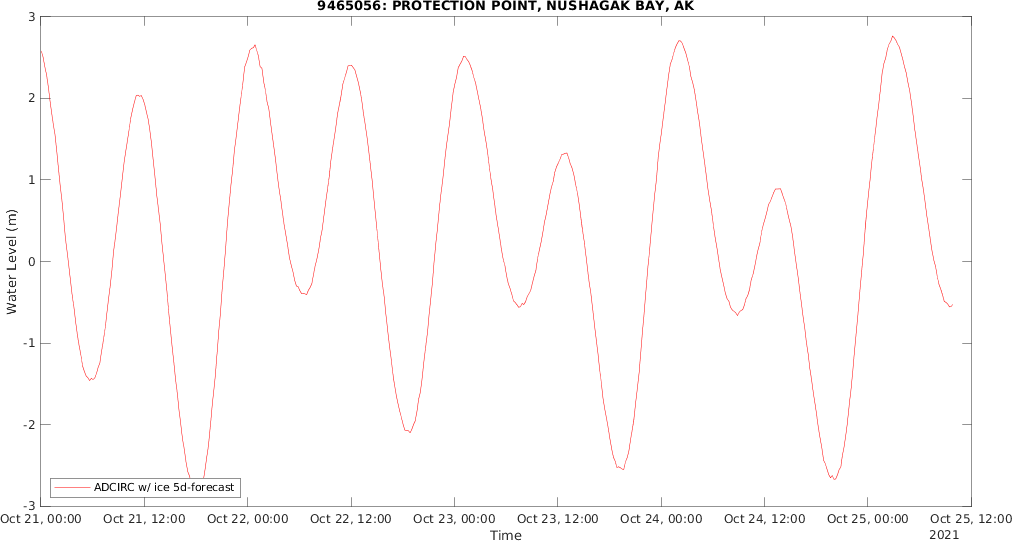 9465056: PROTECTION POINT, NUSHAGAK BAY, AK
3
2
1
0
-1
-2
-3
Water Level (m)
ADCIRC w/ ice 5d-forecast
Oct 21, 00:00 Oct 21, 12:00 Oct 22, 00:00 Oct 22, 12:00 Oct 23, 00:00 Oct 23, 12:00 Oct 24, 00:00 Oct 24, 12:00 Oct 25, 00:00 Oct 25, 12:00
Time
2021